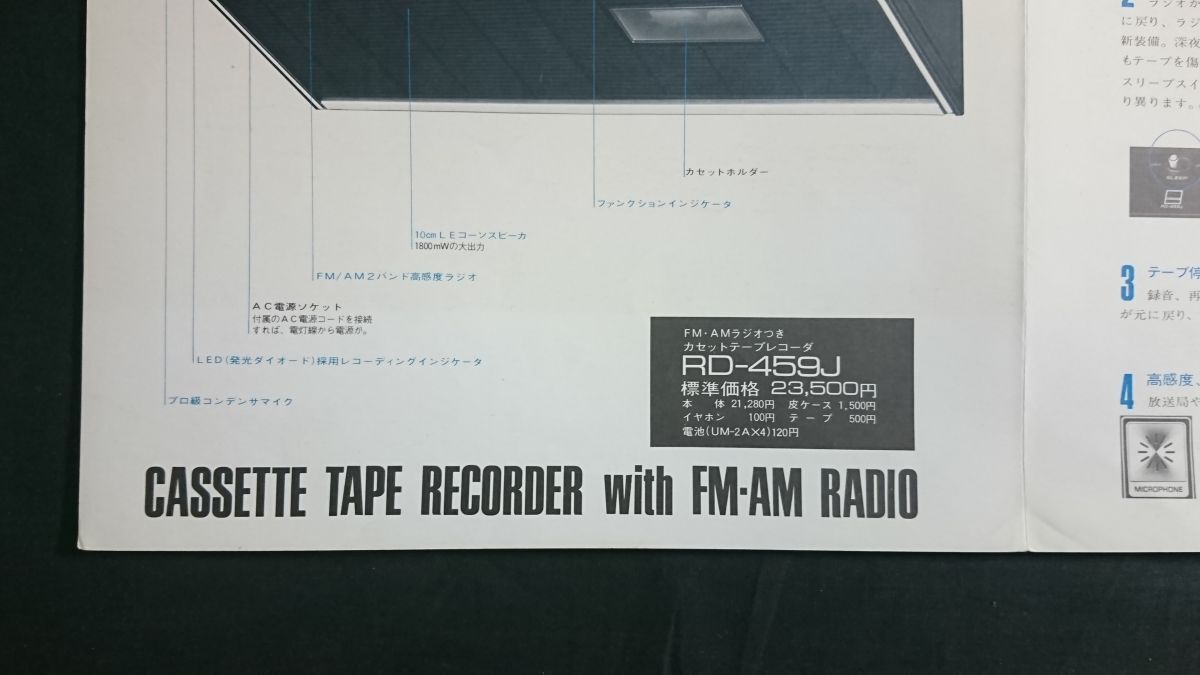 カセットホルダー
ファンクションインジケータ
10cmLEコーンスピーカ
1800mWの大出力
FM/AM2バンド高感度ラジオ
AC電源ソケット
付属のAC電源コードを接続
すれば、電灯線から電源が。
LED(発光ダイオード)採用レコーディングインジケータ
プロ級コンデンサマイク
FM・AMラジオつき
カセットテープレコーダ
RD-459J
標準価格 23,500円
本 体 21,280円 皮ケース 1,500円
イヤホン 100円 テープ 500円
電池(UM-2A×4)120円
CASSETTE TAPE RECORDER with FM・AM RADIO
2 ラジオが
に戻り、ラジ
新装備。深夜
もテープを傷
スリープスイ
り異ります。
SLEEP
RD-459J
3 テープ停
録音、再
が元に戻り、
4 高感度、
放送局や
MICROPHONE